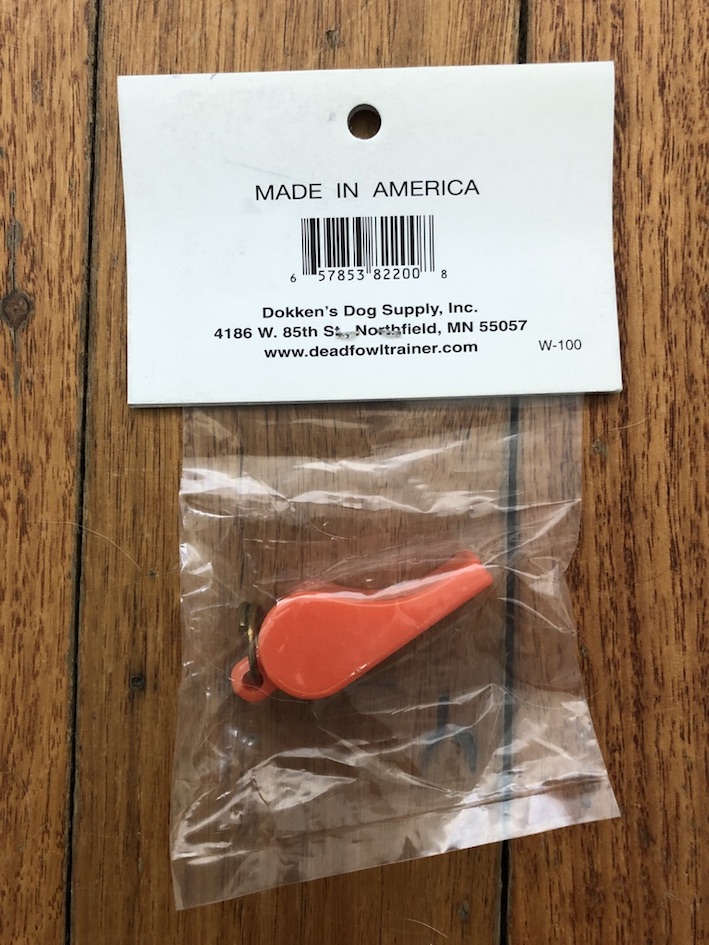 MADE IN AMERICA
6 57853 82200 8
Dokken's Dog Supply, Inc.
4186 W. 85th St., Northfield, MN 55057
www.deadfowltrainer.com
W-100